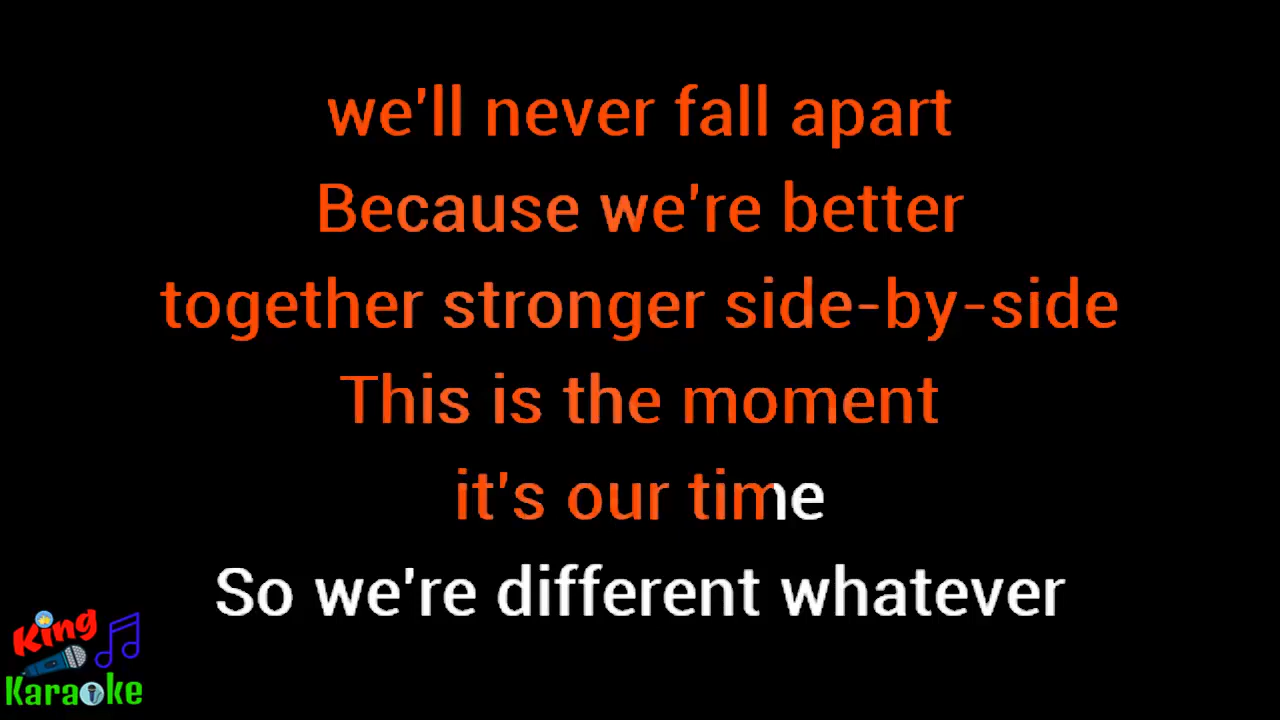 we'll never fall apart
Because we're better
together stronger side-by-side
This is the moment
it's our time
So we're different whatever
King
Karaoke